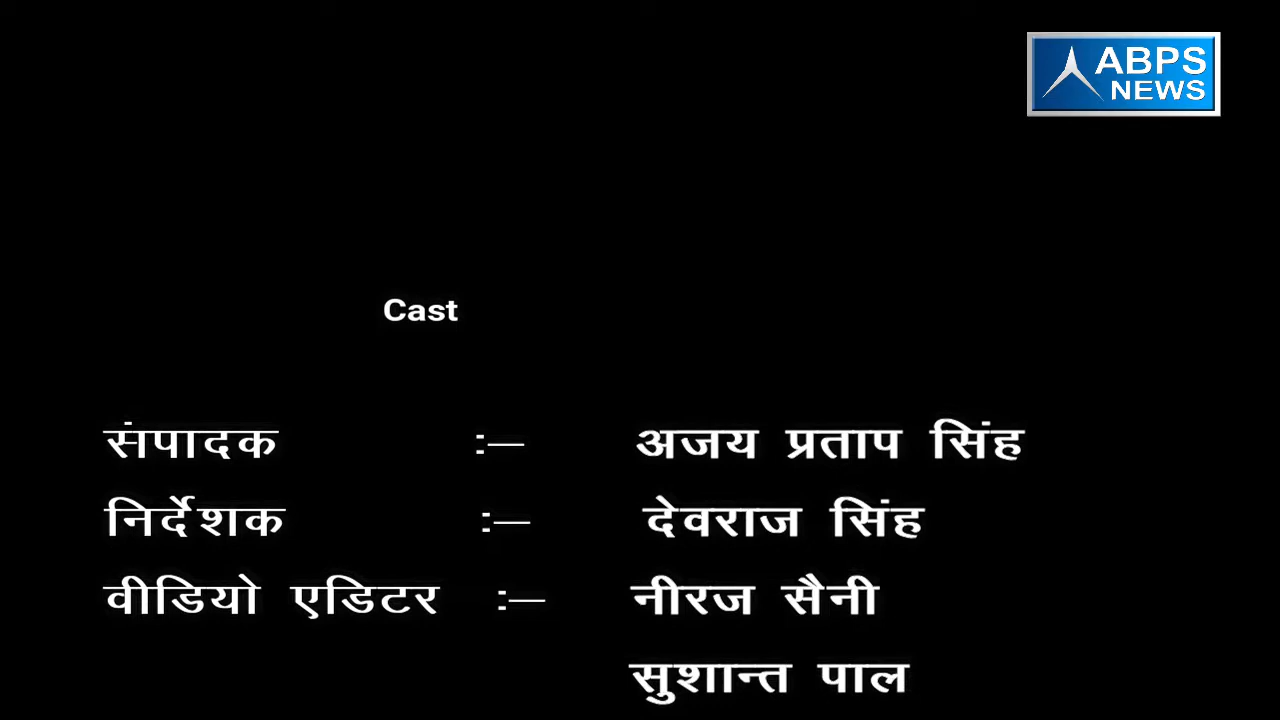 ABPS
NEWS
Cast
संपादक :— अजय प्रताप सिंह
निर्देशक :— देवराज सिंह
वीडियो एडिटर :— नीरज सैनी
सुशान्त पाल